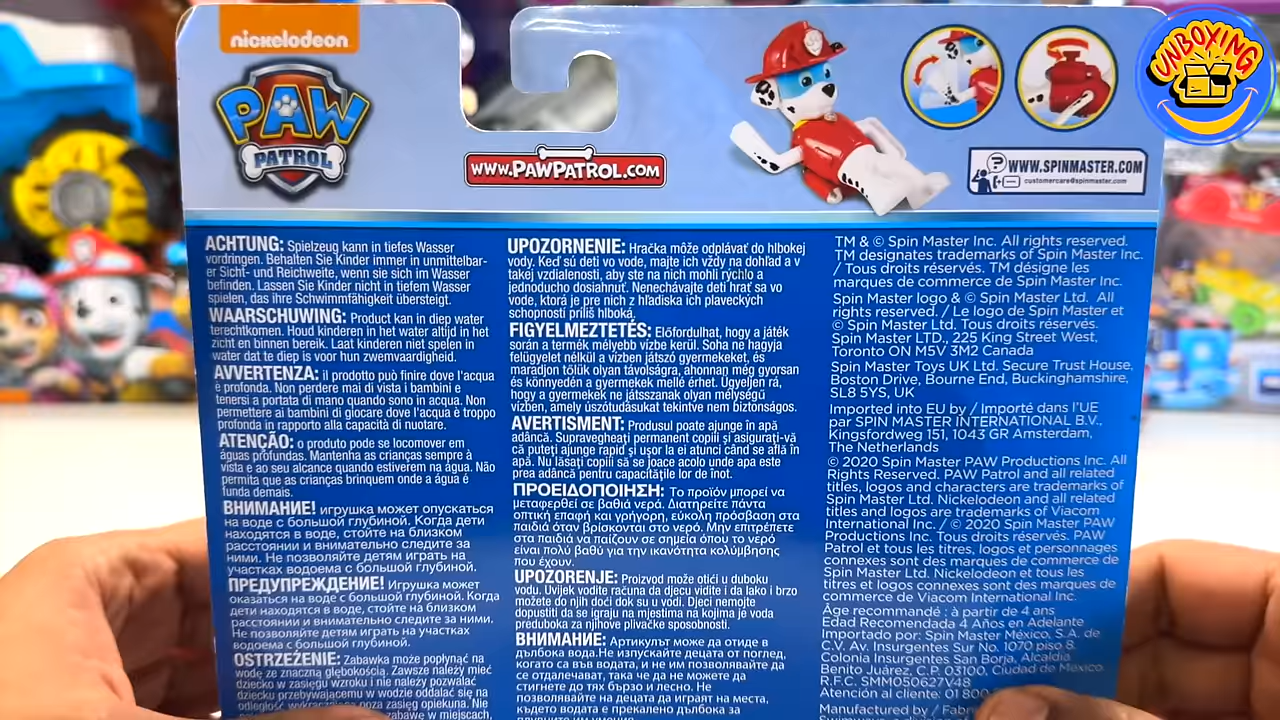 nickelodeon
PAW
PATROL
WWW.PAWPATROL.COM
WWW.SPINMASTER.COM
customercare@spinmaster.com
UNBOXING
ACHTUNG: Spielzeug kann in tiefes Wasser
vordringen. Behalten Sie Kinder immer in unmittelbar-
er Sicht- und Reichweite, wenn sie sich im Wasser
befinden. Lassen Sie Kinder nicht in tiefem Wasser
spielen, das ihre Schwimmfähigkeit übersteigt.
WAARSCHUWING: Product kan in diep water
terechtkomen. Houd kinderen in het water altijd in het
zicht en binnen bereik. Laat kinderen niet spelen in
water dat te diep is voor hun zwemvaardigheid.
AVVERTENZA: il prodotto può finire dove l'acqua
è profonda. Non perdere mai di vista i bambini e
tenersi a portata di mano quando sono in acqua. Non
permettere ai bambini di giocare dove l'acqua è troppo
profonda in rapporto alla capacità di nuotare.
ATENÇÃO: o produto pode se locomover em
águas profundas. Mantenha as crianças sempre à
vista e ao seu alcance quando estiverem na água. Não
permita que as crianças brinquem onde a água é
funda demais.
ВНИМАНИЕ! игрушка может опускаться
на воде с большой глубиной. Когда дети
находятся в воде, стойте на близком
расстоянии и внимательно следите за
ними. Не позволяйте детям играть на
участках водоема с большой глубиной.
ПРЕДУПРЕЖДЕНИЕ! Игрушка может
оказаться на воде с большой глубиной. Когда
дети находятся в воде, стойте на близком
расстоянии и внимательно следите за ними.
Не позволяйте детям играть на участках
водоема с большой глубиной.
OSTRZEŻENIE: Zabawka może popłynąć na
wodę ze znaczną głębokością. Zawsze należy mieć
dziecko w zasięgu wzroku i nie należy pozwalać
dziecku przebywającemu w wodzie oddalać się na
odległość wykraczającą poza zasięg opiekuna. Nie
zabawę w miejscach,
UPOZORNENIE: Hračka môže odplávať do hlbokej
vody. Keď sú deti vo vode, majte ich vždy na dohľad a v
takej vzdialenosti, aby ste na nich mohli rýchlo a
jednoducho dosiahnuť. Nenechávajte deti hrať sa vo
vode, ktorá je pre nich z hľadiska ich plaveckých
schopností príliš hlboká.
FIGYELMEZTETÉS: Előfordulhat, hogy a játék
során a termék mélyebb vízbe kerül. Soha ne hagyja
felügyelet nélkül a vízben játszó gyermekeket, és
maradjon tőlük olyan távolságra, ahonnan még gyorsan
és könnyedén a gyermekek mellé érhet. Ügyeljen rá,
hogy a gyermekek ne játsszanak olyan mélységű
vízben, amely úszótudásukat tekintve nem biztonságos.
AVERTISMENT: Produsul poate ajunge în apă
adâncă. Supravegheați permanent copiii și asigurați-vă
că puteți ajunge rapid și ușor la ei atunci când se află în
apă. Nu lăsați copiii să se joace acolo unde apa este
prea adâncă pentru capacitățile lor de înot.
ΠΡΟΕΙΔΟΠΟΙΗΣΗ: Το προϊόν μπορεί να
μεταφερθεί σε βαθιά νερά. Διατηρείτε πάντα
οπτική επαφή και γρήγορη, εύκολη πρόσβαση στα
παιδιά όταν βρίσκονται στο νερό. Μην επιτρέπετε
στα παιδιά να παίζουν σε σημεία όπου το νερό
είναι πολύ βαθύ για την ικανότητα κολύμβησης
που έχουν.
UPOZORENJE: Proizvod može otići u duboku
vodu. Uvijek vodite računa da djecu vidite i da lako i brzo
možete do njih doći dok su u vodi. Djeci nemojte
dopustiti da se igraju na mjestima na kojima je voda
preduboka za njihove plivačke sposobnosti.
ВНИМАНИЕ: Артикулът може да отиде в
дълбока вода.Не изпускайте децата от поглед,
когато са във водата, и не им позволявайте да
се отдалечават, така че да не можете да
стигнете до тях бързо и лесно. Не
позволявайте на децата да играят на места,
където водата е прекалено дълбока за
плувните им умения.
TM & © Spin Master Inc. All rights reserved.
TM designates trademarks of Spin Master Inc.
/ Tous droits réservés. TM désigne les
marques de commerce de Spin Master Inc.
Spin Master logo & © Spin Master Ltd. All
rights reserved. / Le logo de Spin Master et
© Spin Master Ltd. Tous droits réservés.
Spin Master LTD., 225 King Street West,
Toronto ON M5V 3M2 Canada
Spin Master Toys UK Ltd. Secure Trust House,
Boston Drive, Bourne End, Buckinghamshire,
SL8 5YS, UK
Imported into EU by / Importé dans l'UE
par SPIN MASTER INTERNATIONAL B.V.,
Kingsfordweg 151, 1043 GR Amsterdam,
The Netherlands
© 2020 Spin Master PAW Productions Inc. All
Rights Reserved. PAW Patrol and all related
titles, logos and characters are trademarks of
Spin Master Ltd. Nickelodeon and all related
titles and logos are trademarks of Viacom
International Inc. / © 2020 Spin Master PAW
Productions Inc. Tous droits réservés. PAW
Patrol et tous les titres, logos et personnages
connexes sont des marques de commerce de
Spin Master Ltd. Nickelodeon et tous les
titres et logos connexes sont des marques de
commerce de Viacom International Inc.
Âge recommandé : à partir de 4 ans
Edad Recomendada 4 Años en Adelante
Importado por: Spin Master México, S.A. de
C.V. Av. Insurgentes Sur No. 1070 piso 8.
Colonia Insurgentes San Borja, Alcaldía
Benito Juárez, C.P. 03100, Ciudad de México
R.F.C. SMM050627V48
Atención al cliente: 01 800
Manufactured by /